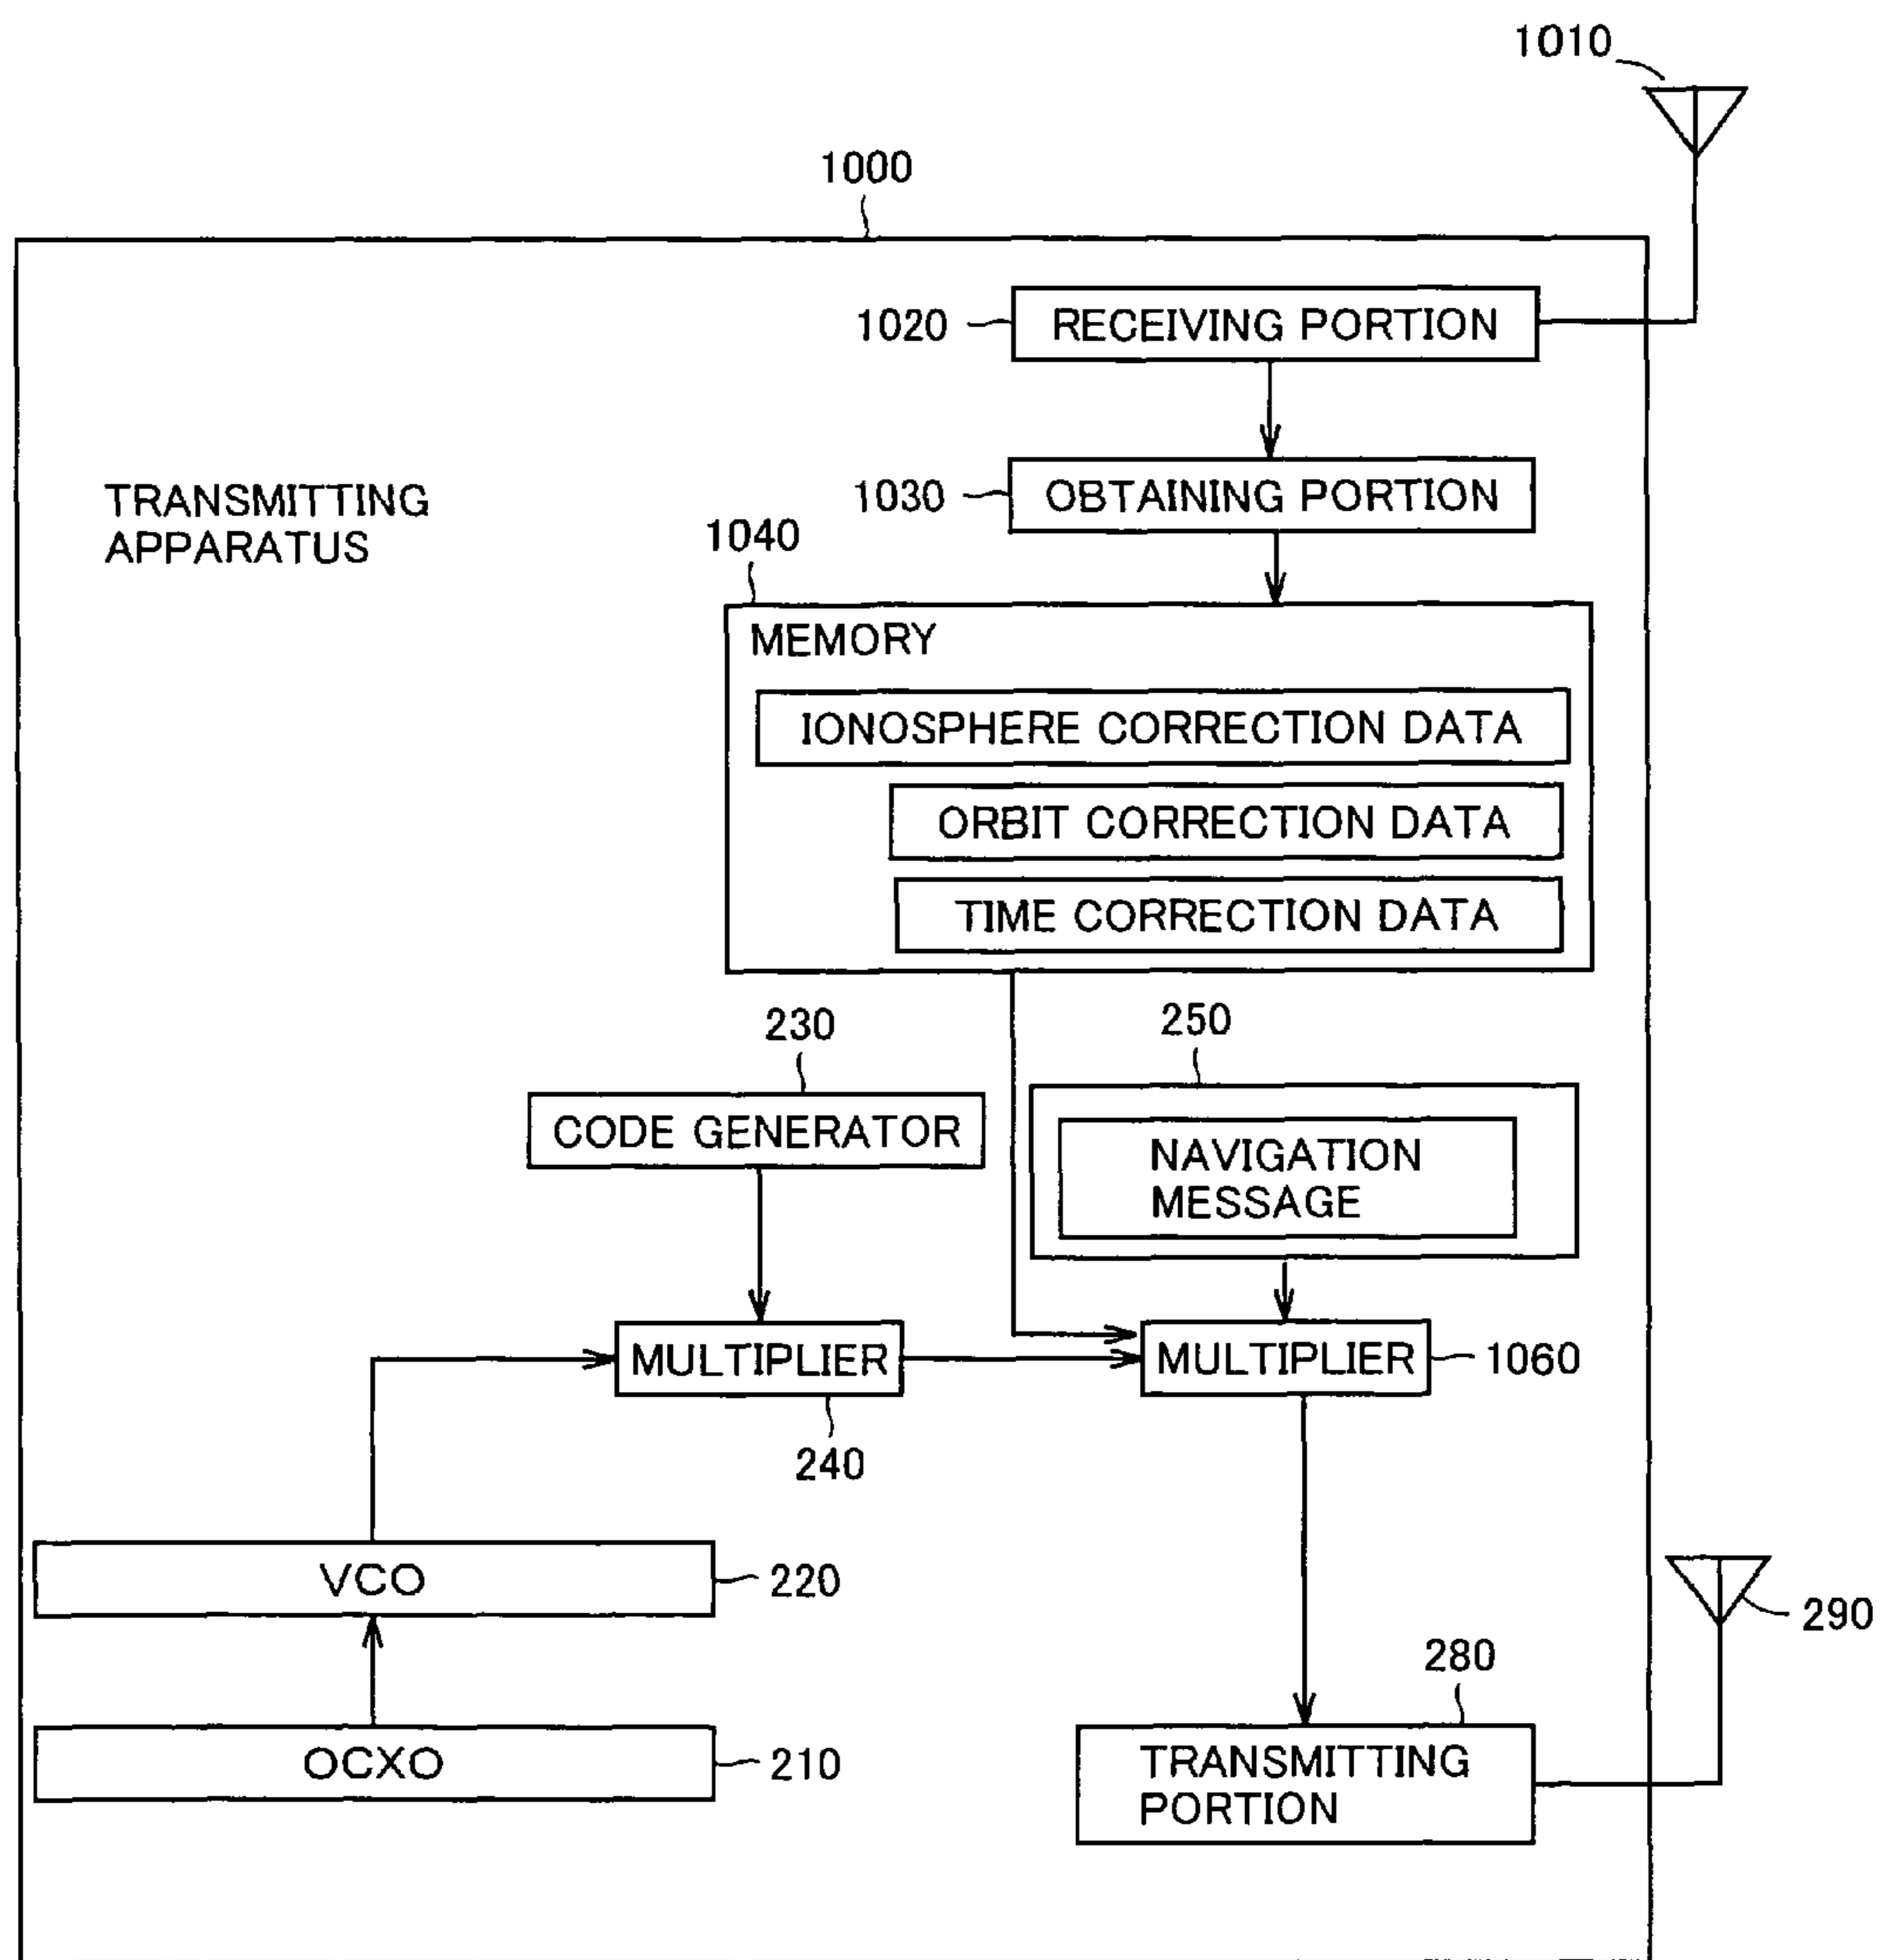 1010
1000
1020
RECEIVING PORTION
1030
OBTAINING PORTION
TRANSMITTING
APPARATUS
1040
MEMORY
IONOSPHERE CORRECTION DATA
ORBIT CORRECTION DATA
TIME CORRECTION DATA
230
250
CODE GENERATOR
NAVIGATION
MESSAGE
MULTIPLIER
MULTIPLIER
1060
240
VCO
220
290
280
OCXO
210
TRANSMITTING
PORTION